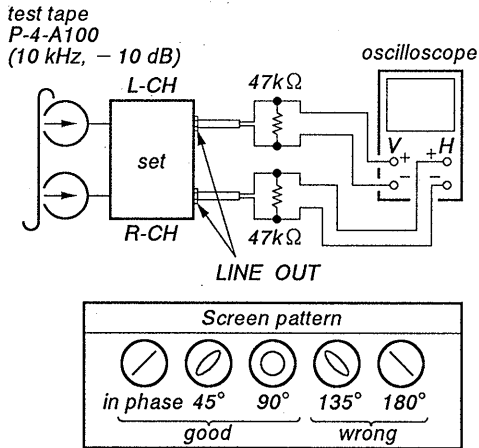 test tape
P-4-A100
(10 kHz, − 10 dB)
oscilloscope
L-CH
47kΩ
set
V H
+ +
− −
R-CH
47kΩ
LINE OUT
Screen pattern
in phase 45° 90° 135° 180°
good wrong